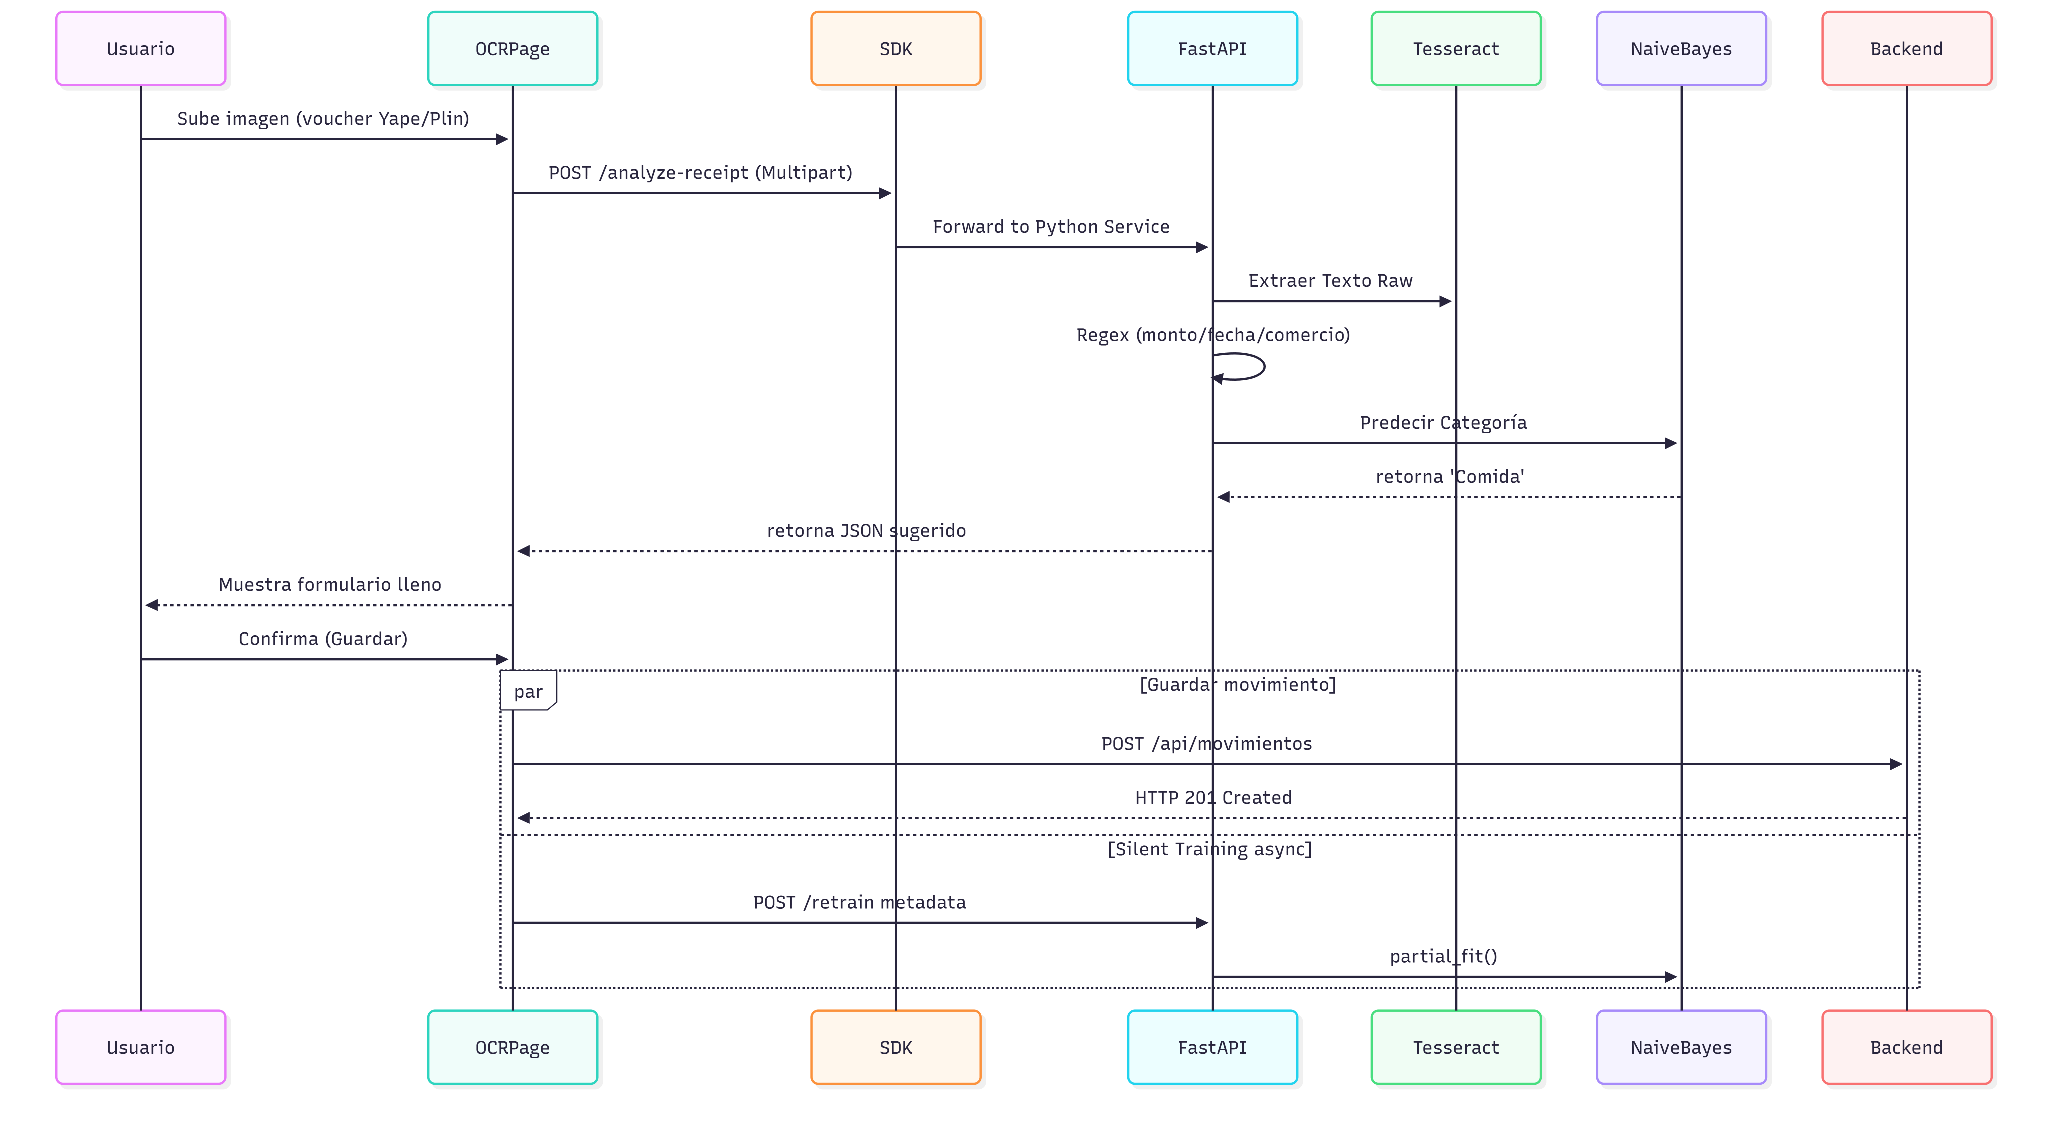 Usuario
OCRPage
SDK
FastAPI
Tesseract
NaiveBayes
Backend
Sube imagen (voucher Yape/Plin)
POST /analyze-receipt (Multipart)
Forward to Python Service
Extraer Texto Raw
Regex (monto/fecha/comercio)
Predecir Categoría
retorna 'Comida'
retorna JSON sugerido
Muestra formulario lleno
Confirma (Guardar)
par
[Guardar movimiento]
POST /api/movimientos
HTTP 201 Created
[Silent Training async]
POST /retrain metadata
partial_fit()
Usuario
OCRPage
SDK
FastAPI
Tesseract
NaiveBayes
Backend